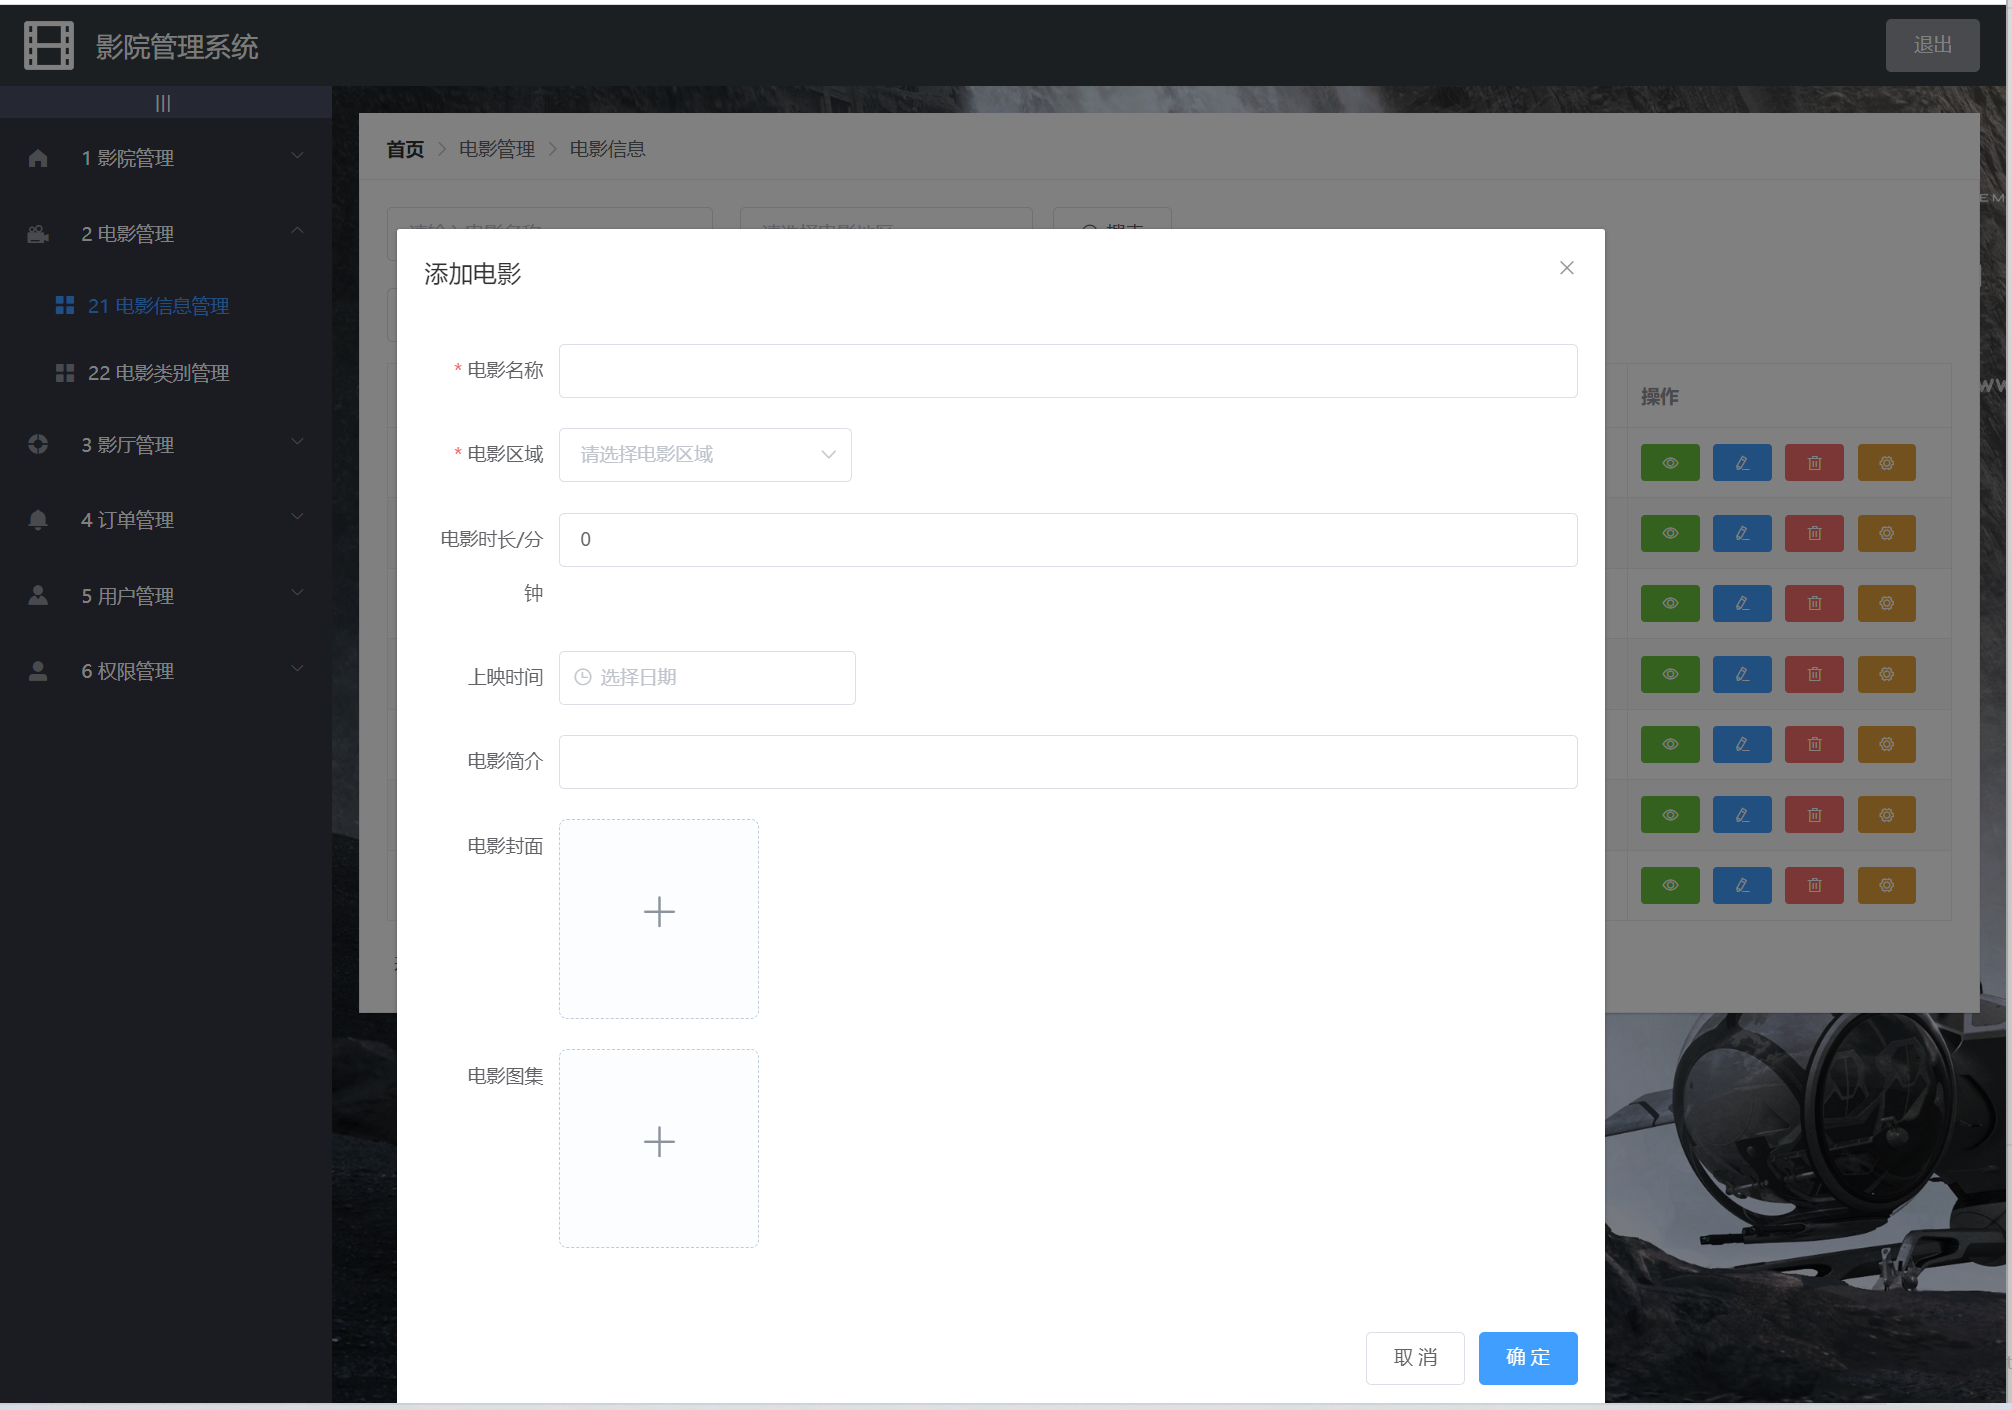 影院管理系统
退出
|||
1 影院管理
2 电影管理
21 电影信息管理
22 电影类别管理
3 影厅管理
4 订单管理
5 用户管理
6 权限管理
首页 > 电影管理 > 电影信息
操作
添加电影
* 电影名称
* 电影区域 请选择电影区域
电影时长/分钟 0
上映时间 选择日期
电影简介
电影封面
电影图集
取 消
确 定